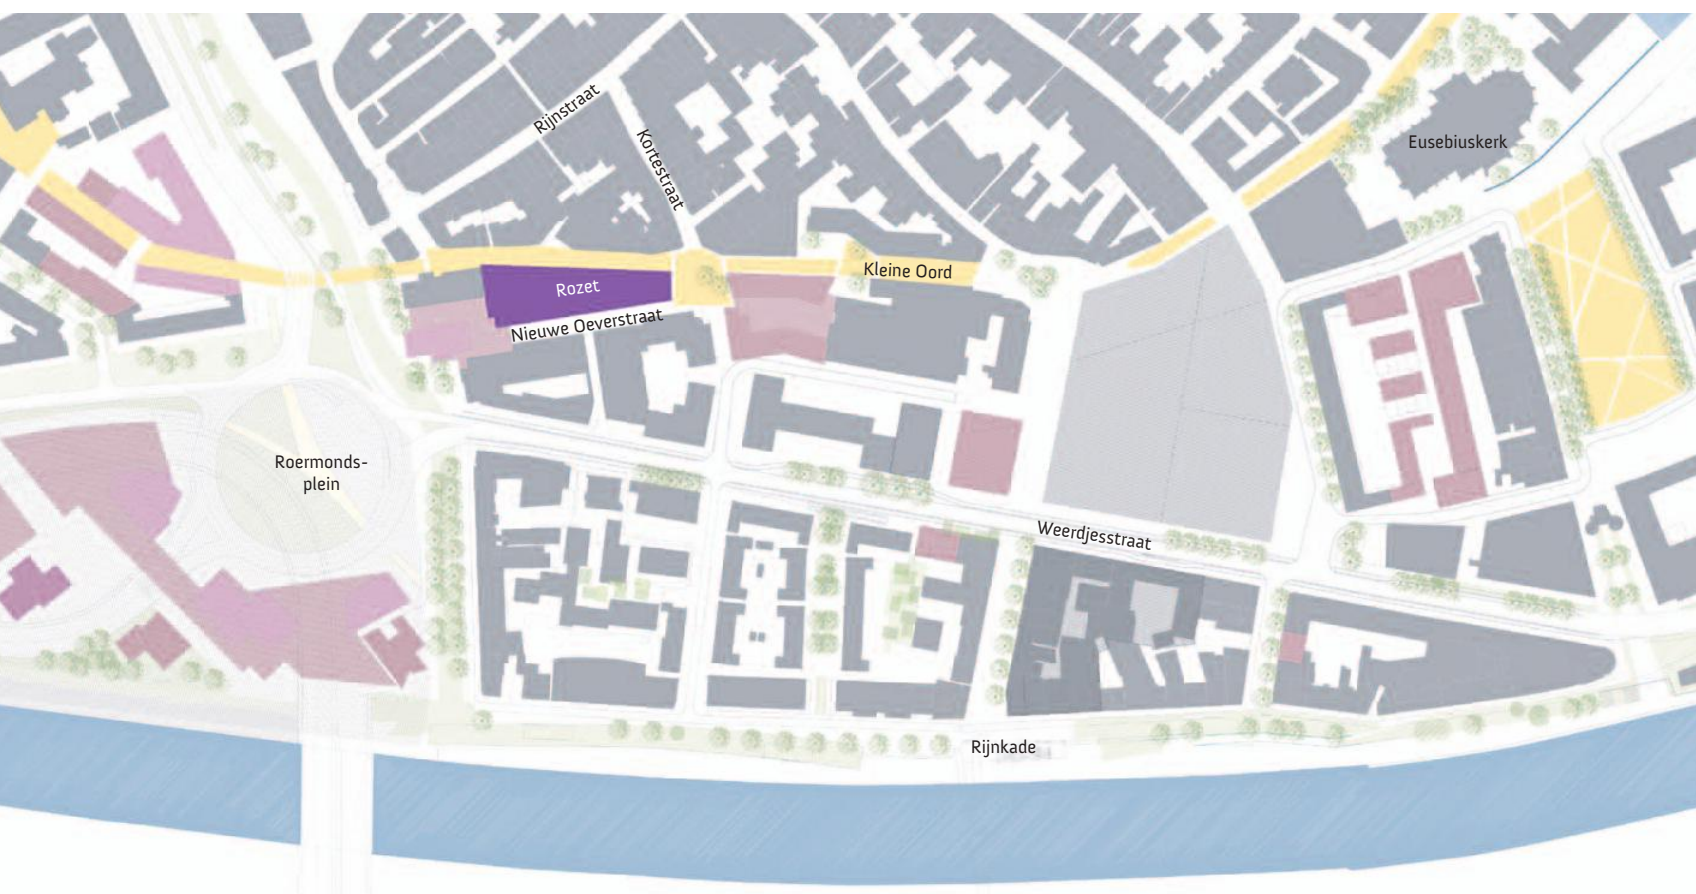 Rijnstraat
Kortestraat
Eusebiuskerk
Kleine Oord
Rozet
Nieuwe Oeverstraat
Roermonds-
plein
Weerdjesstraat
Rijnkade